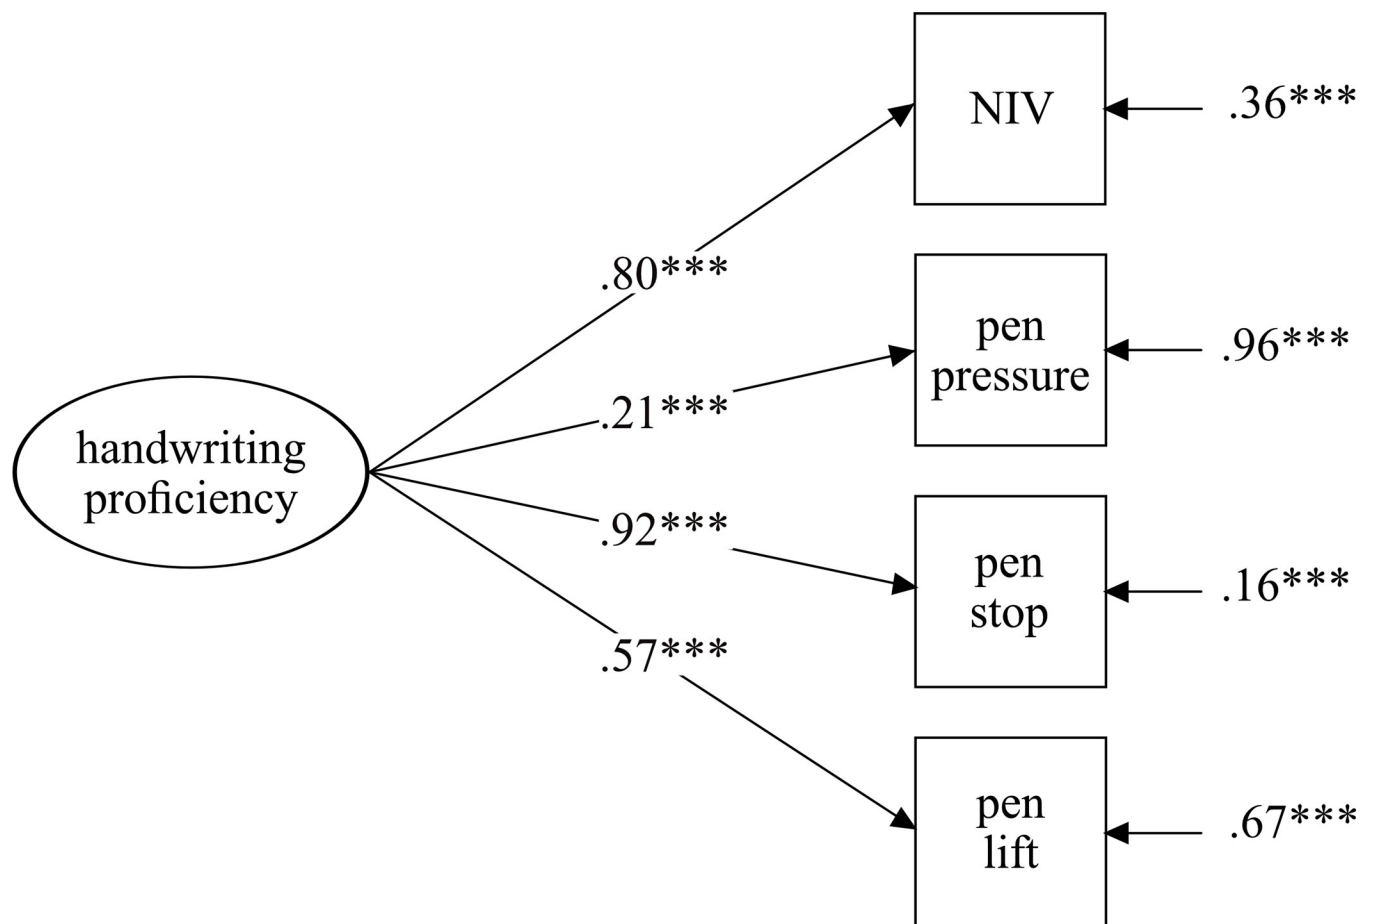 NIV
.36***
.80***
pen
pressure
.96***
.21***
handwriting
proficiency
.92***
pen
stop
.16***
.57***
pen
lift
.67***